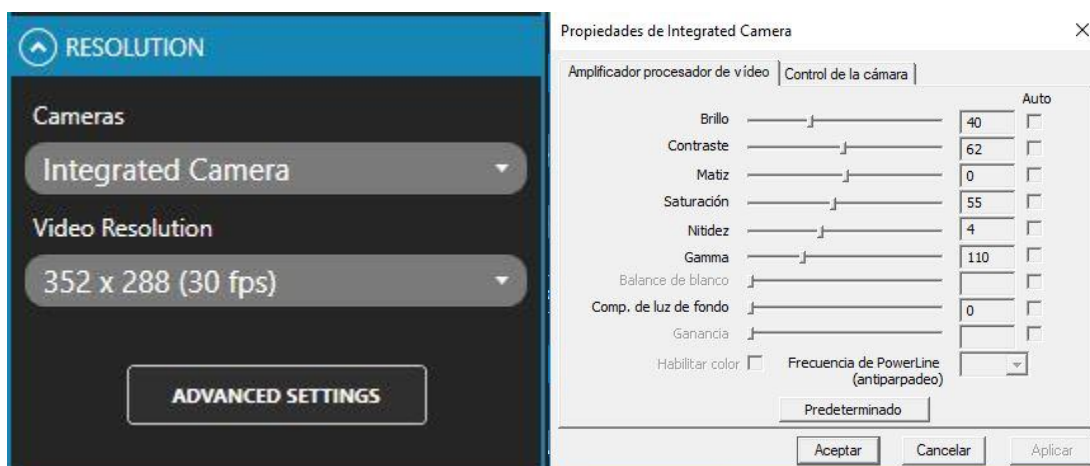 RESOLUTION
Cameras
Integrated Camera
Video Resolution
352 x 288 (30 fps)
ADVANCED SETTINGS
Propiedades de Integrated Camera
Amplificador procesador de vídeo Control de la cámara
Auto
Brillo 40
Contraste 62
Matiz 0
Saturación 55
Nitidez 4
Gamma 110
Balance de blanco
Comp. de luz de fondo 0
Ganancia
Habilitar color Frecuencia de PowerLine
(antiparpadeo)
Predeterminado
Aceptar Cancelar Aplicar